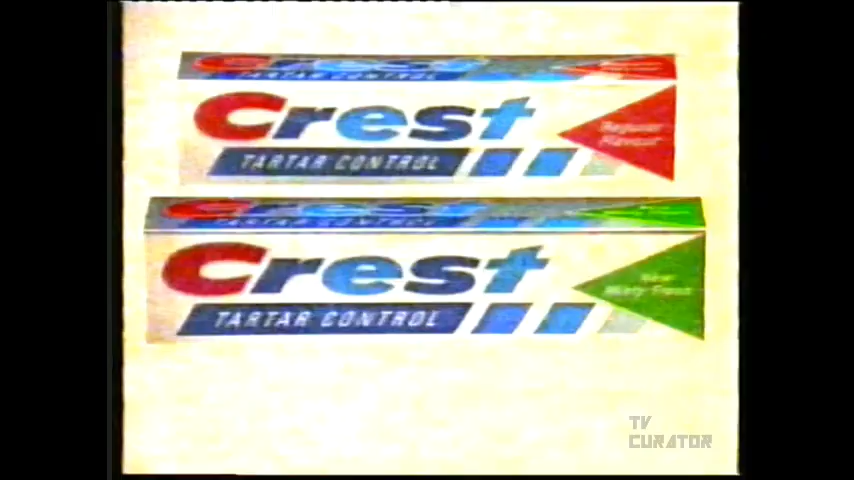 Crest
TARTAR CONTROL
Crest
TARTAR CONTROL
Regular
Flavour
Crest
TARTAR CONTROL
Crest
TARTAR CONTROL
New
Minty Fresh
TV
CURATOR